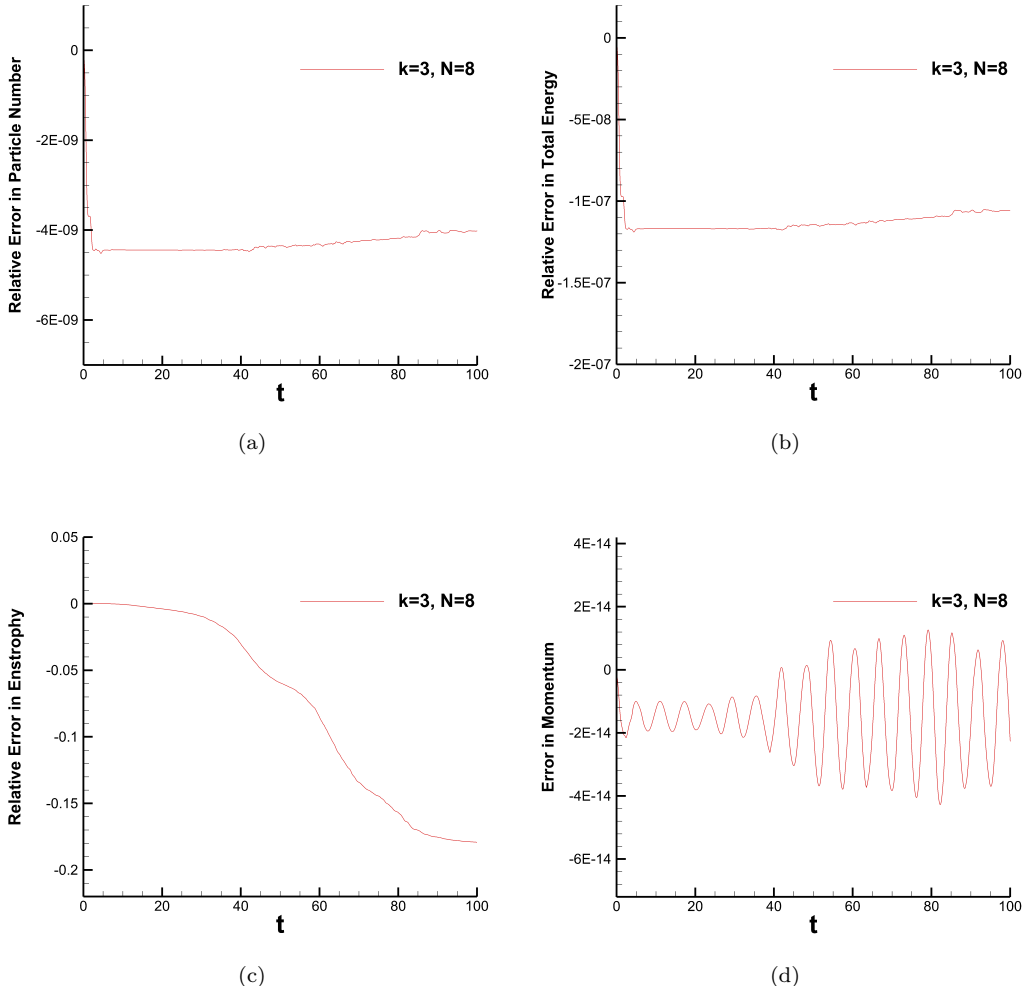 Relative Error in Particle Number
0
-2E-09
-4E-09
-6E-09
k=3, N=8
0 20 40 60 80 100
t
(a)
Relative Error in Total Energy
0
-5E-08
-1E-07
-1.5E-07
-2E-07
k=3, N=8
0 20 40 60 80 100
t
(b)
Relative Error in Enstrophy
0.05
0
-0.05
-0.1
-0.15
-0.2
k=3, N=8
0 20 40 60 80 100
t
(c)
Error in Momentum
4E-14
2E-14
0
-2E-14
-4E-14
-6E-14
k=3, N=8
0 20 40 60 80 100
t
(d)